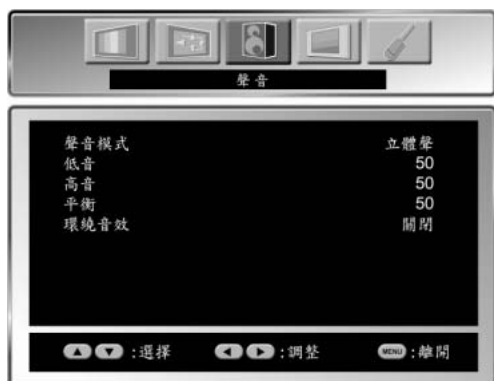 聲音
聲音模式 立體聲
低音 50
高音 50
平衡 50
環繞音效 關閉
:選擇 :調整 MENU :離開